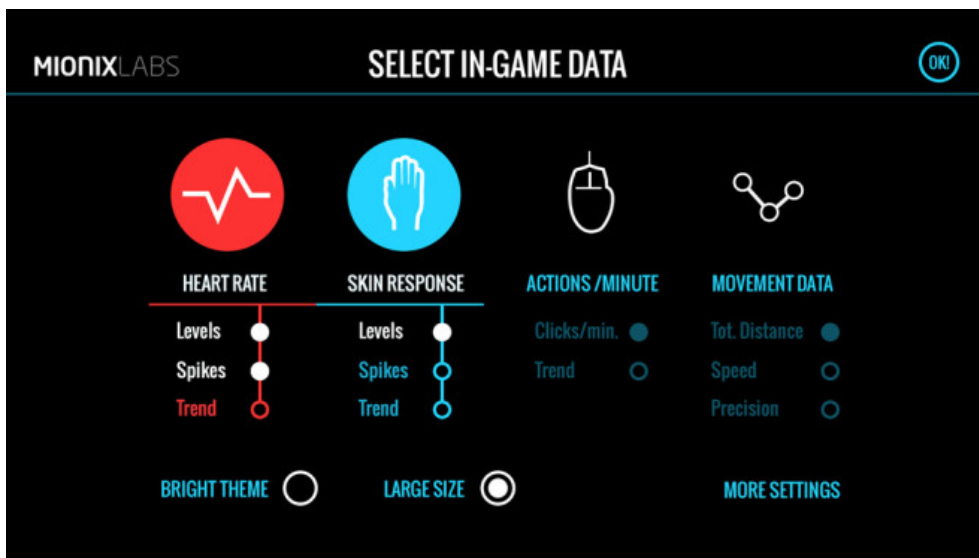 MIONIXLABS
SELECT IN-GAME DATA
OK!
HEART RATE
SKIN RESPONSE
ACTIONS /MINUTE
MOVEMENT DATA
Levels
Spikes
Trend
Levels
Spikes
Trend
Clicks/min.
Trend
Tot. Distance
Speed
Precision
BRIGHT THEME
LARGE SIZE
MORE SETTINGS